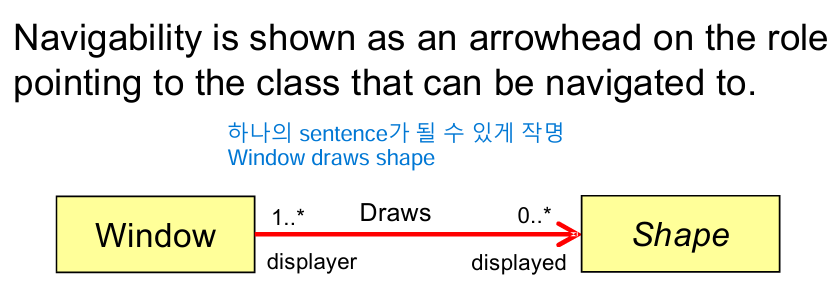 Navigability is shown as an arrowhead on the role
pointing to the class that can be navigated to.
하나의 sentence가 될 수 있게 작명
Window draws shape
Window
1..*
Draws
0..*
Shape
displayer
displayed